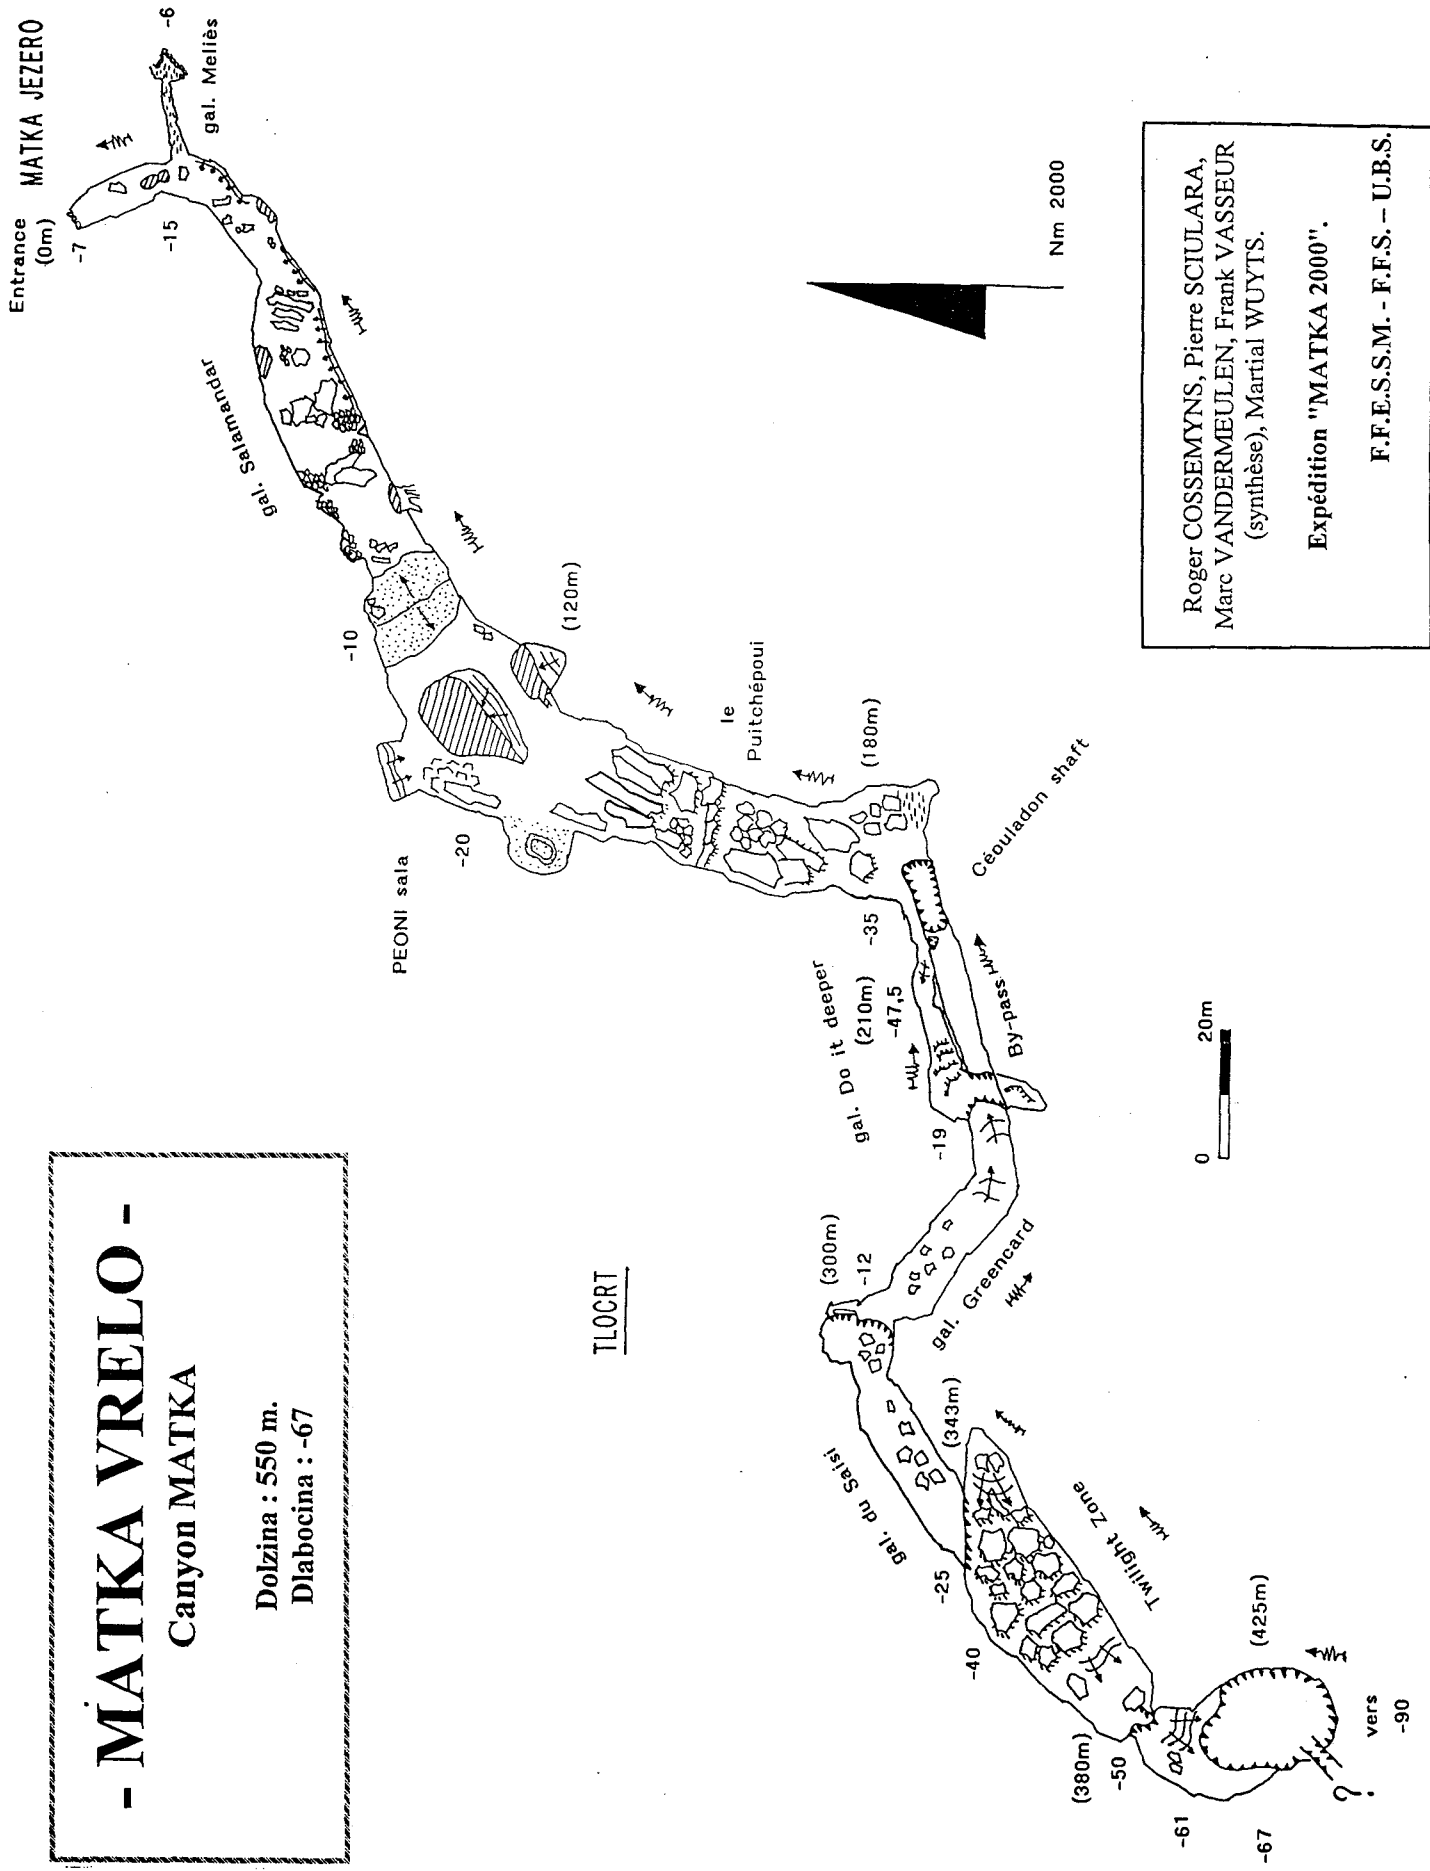 - MATKA VRELO -
Canyon MATKA
Dolzina : 550 m.
Dlabocina : -67
TLOCRT
Entrance
(0m)
MATKA JEZERO
-7
-6
-15
gal. Meliès
gal. Salamandar
-10
(120m)
PEONI sala
-20
le
Puitchépoui
(180m)
-35
Céouladon shaft
gal. Do it deeper
(210m)
-47,5
By-pass
-19
(300m)
-12
gal. Greencard
gal. du Saisi
(343m)
-25
-40
Twilight Zone
(380m)
-50
(425m)
-61
-67
?
vers
-90
0
20m
Nm 2000
Roger COSSEMYNS, Pierre SCIULARA,
Marc VANDERMEULEN, Frank VASSEUR
(synthèse), Martial WUYTS.
Expédition "MATKA 2000".
F.F.E.S.S.M. - F.F.S. – U.B.S.